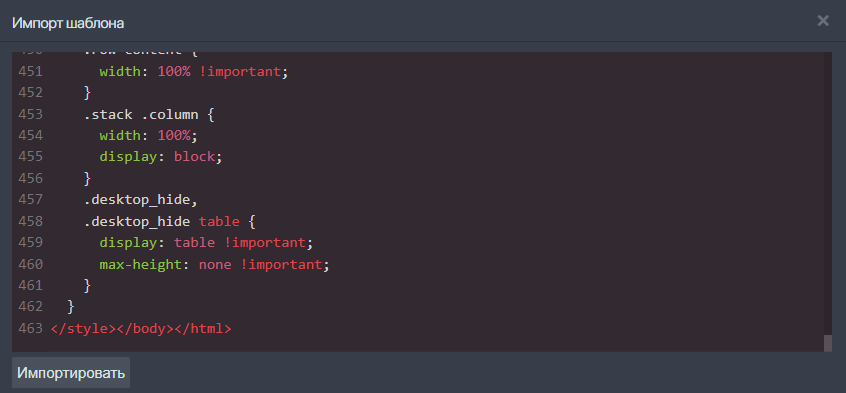 Импорт шаблона
×
451 width: 100% !important;
452 }
453 .stack .column {
454 width: 100%;
455 display: block;
456 }
457 .desktop_hide,
458 .desktop_hide table {
459 display: table !important;
460 max-height: none !important;
461 }
462 }
463 </style></body></html>
Импортировать